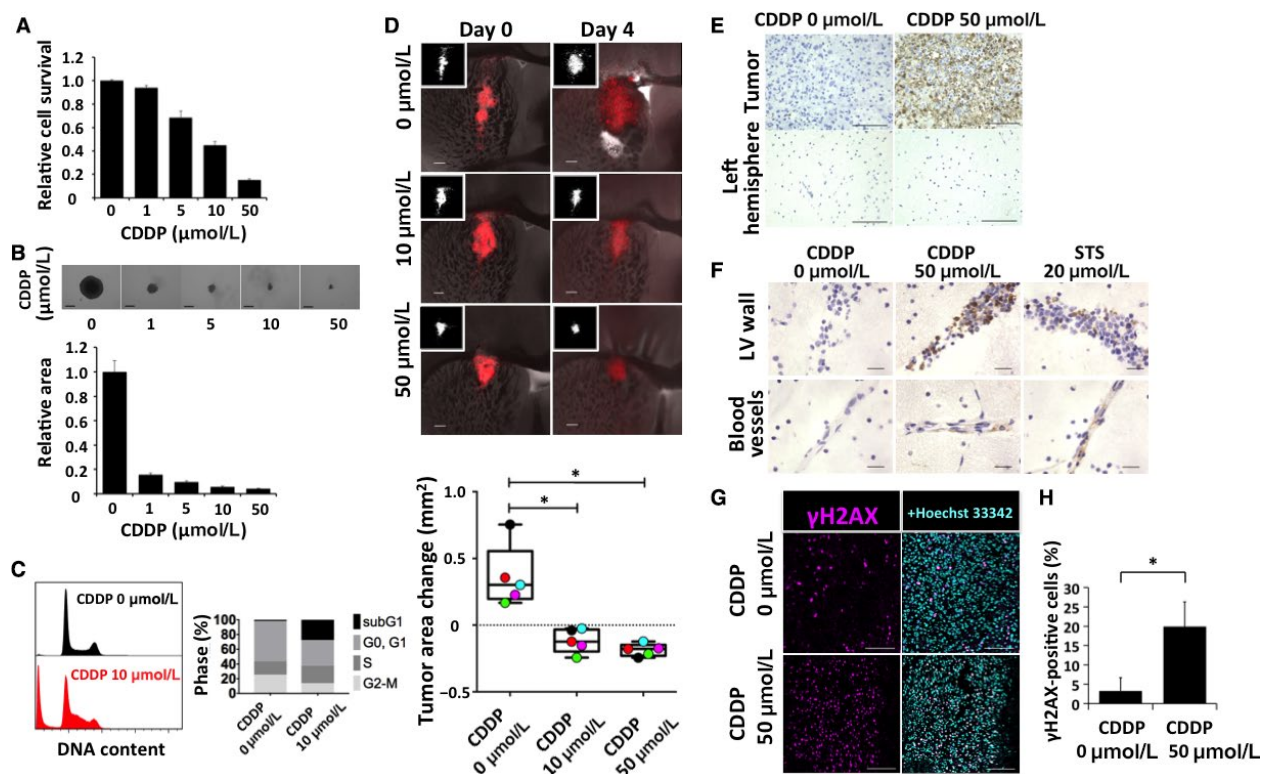 A
Relative cell survival
1.2
1.0
0.8
0.6
0.4
0.2
0
0 1 5 10 50
CDDP (µmol/L)
B
CDDP
(µmol/L)
0 1 5 10 50
Relative area
1.2
1.0
0.8
0.6
0.4
0.2
0
0 1 5 10 50
CDDP (µmol/L)
C
CDDP 0 µmol/L
CDDP 10 µmol/L
DNA content
Phase (%)
100
80
60
40
20
0
CDDP
0 µmol/L
CDDP
10 µmol/L
subG1
G0, G1
S
G2-M
D
Day 0 Day 4
0 µmol/L
10 µmol/L
50 µmol/L
Tumor area change (mm²)
1.0
0.5
0
−0.5
* 
*
CDDP
0 µmol/L
CDDP
10 µmol/L
CDDP
50 µmol/L
E
CDDP 0 µmol/L CDDP 50 µmol/L
Tumor
Left
hemisphere
F
CDDP
0 µmol/L
CDDP
50 µmol/L
STS
20 µmol/L
LV wall
Blood
vessels
G
γH2AX
+Hoechst 33342
CDDP
0 µmol/L
CDDP
50 µmol/L
H
γH2AX-positive cells (%)
30
25
20
15
10
5
0
*
CDDP
0 µmol/L
CDDP
50 µmol/L